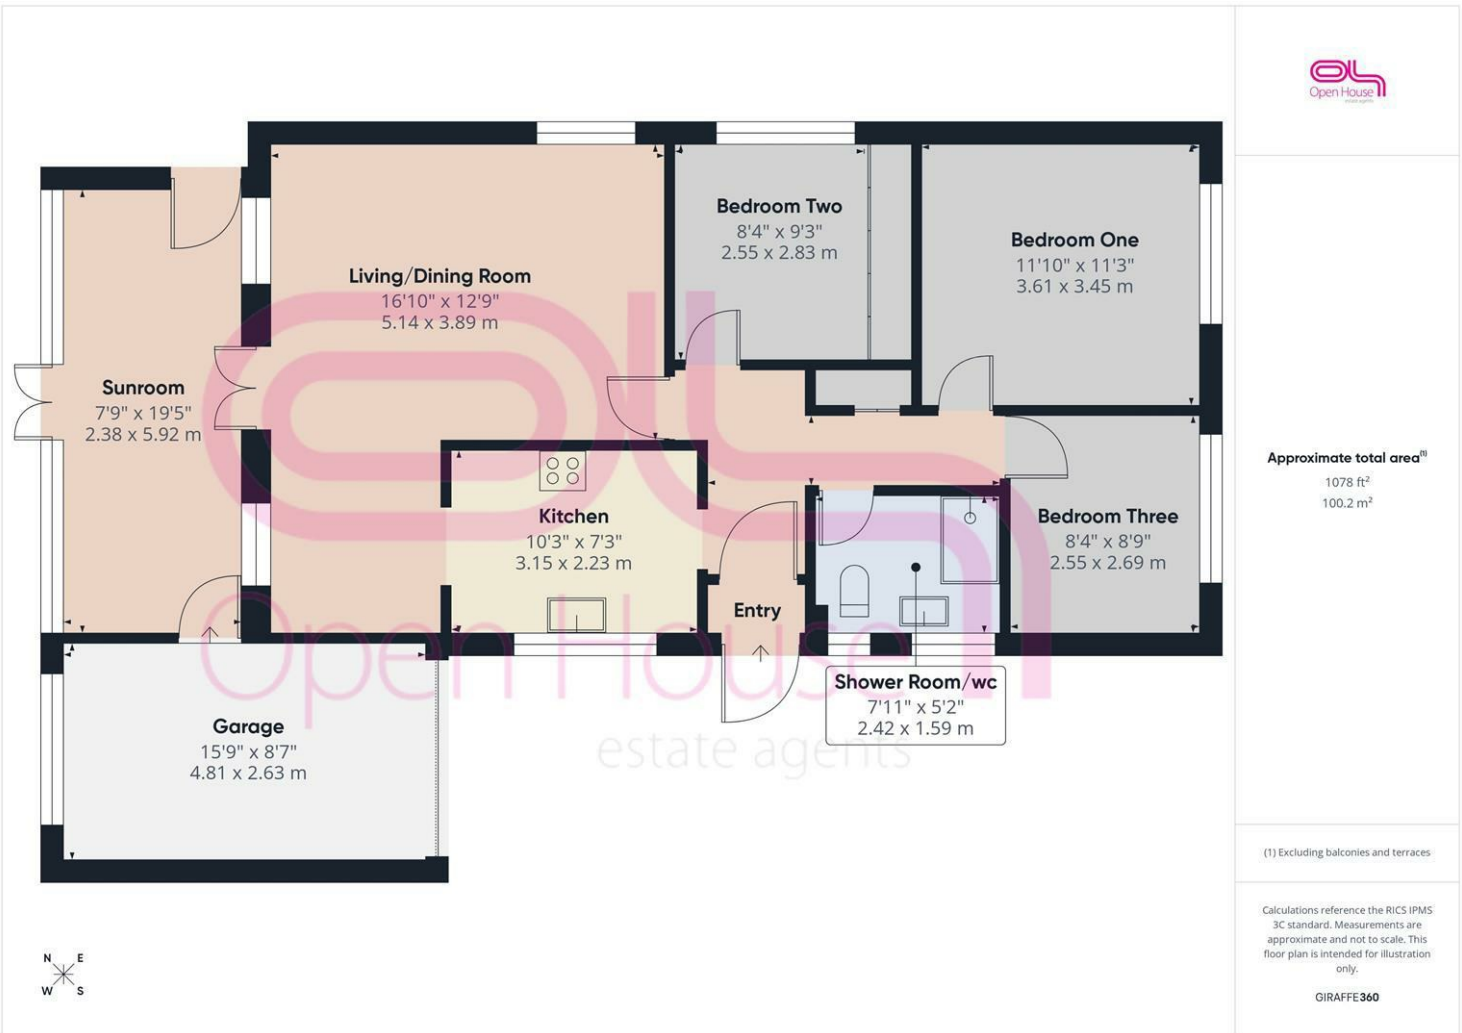 Open House
estate agents
Bedroom Two
8'4" x 9'3"
2.55 x 2.83 m
Bedroom One
11'10" x 11'3"
3.61 x 3.45 m
Living/Dining Room
16'10" x 12'9"
5.14 x 3.89 m
Sunroom
7'9" x 19'5"
2.38 x 5.92 m
Kitchen
10'3" x 7'3"
3.15 x 2.23 m
Bedroom Three
8'4" x 8'9"
2.55 x 2.69 m
Entry
Shower Room/wc
7'11" x 5'2"
2.42 x 1.59 m
Garage
15'9" x 8'7"
4.81 x 2.63 m
Open House
estate agents
N E
W S
Approximate total area(1)
1078 ft²
100.2 m²
(1) Excluding balconies and terraces
Calculations reference the RICS IPMS
3C standard. Measurements are
approximate and not to scale. This
floor plan is intended for illustration
only.
GIRAFFE360